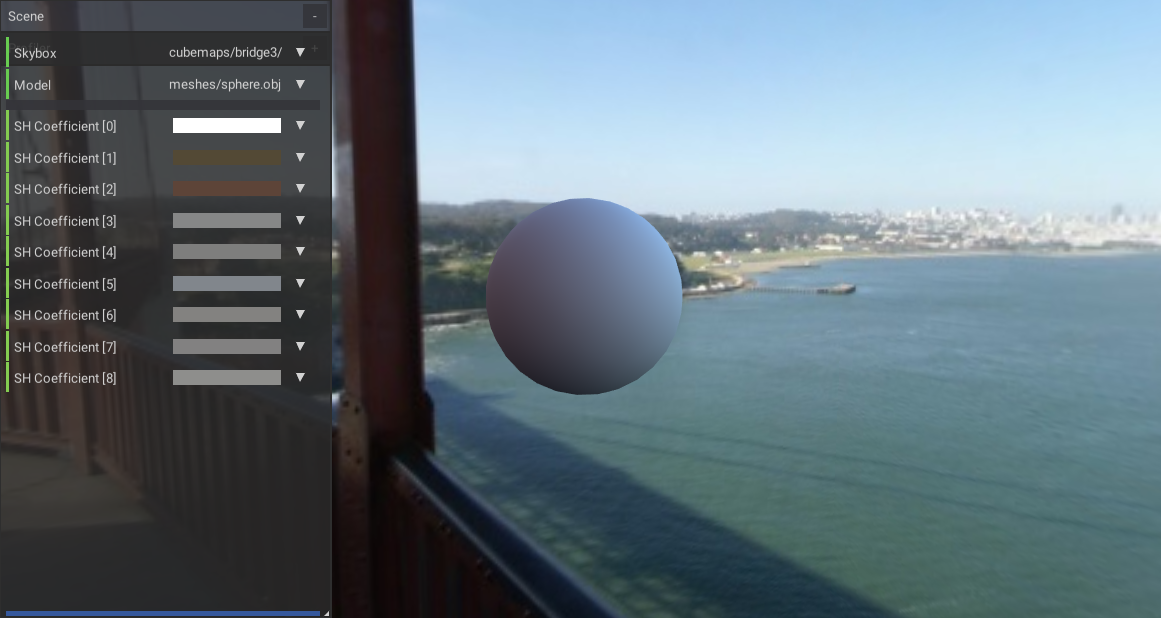 Scene -
Skybox cubemaps/bridge3/
Model meshes/sphere.obj
SH Coefficient [0]
SH Coefficient [1]
SH Coefficient [2]
SH Coefficient [3]
SH Coefficient [4]
SH Coefficient [5]
SH Coefficient [6]
SH Coefficient [7]
SH Coefficient [8]